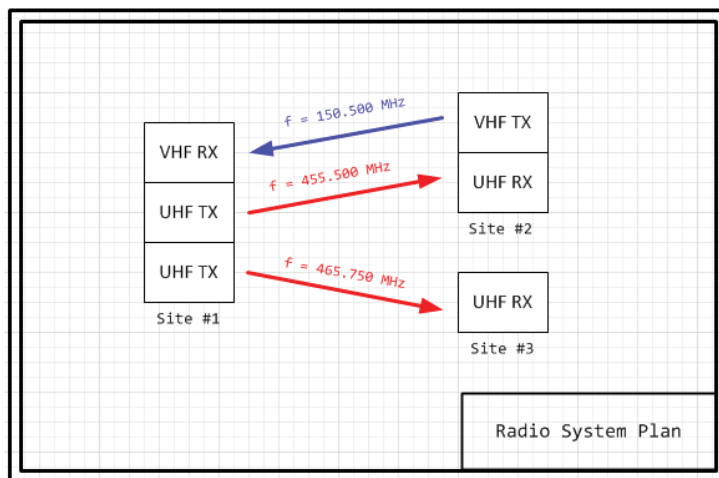 f = 150.500 MHz
VHF TX
VHF RX
f = 455.500 MHz
UHF RX
UHF TX
Site #2
f = 465.750 MHz
UHF TX
UHF RX
Site #1
Site #3
Radio System Plan